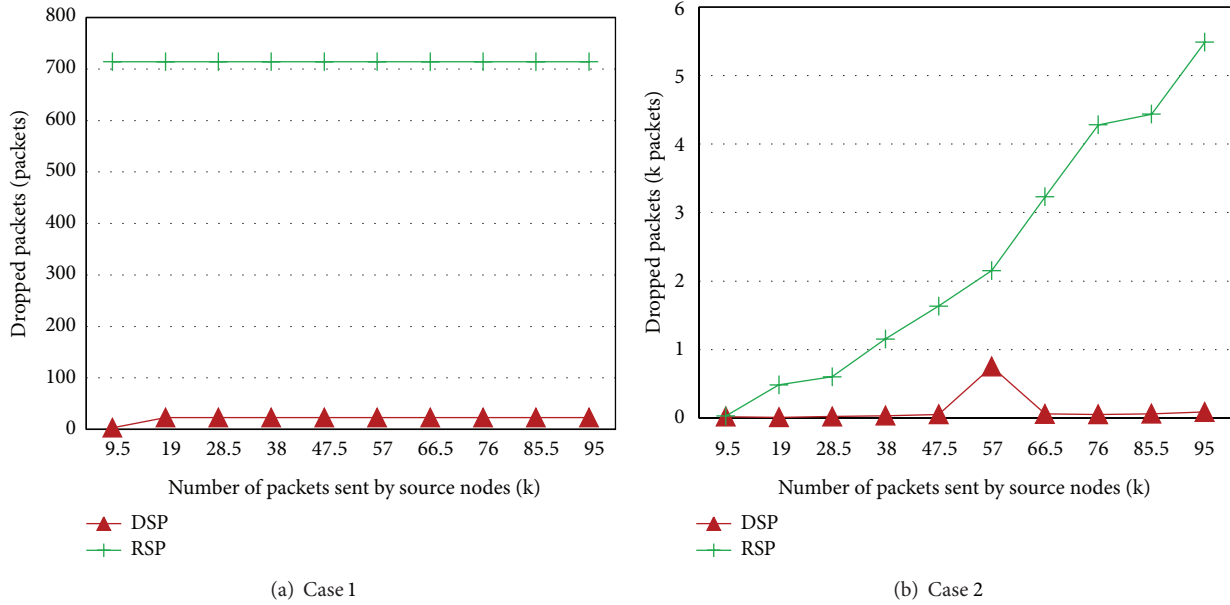 800
700
600
500
400
300
200
100
0
Dropped packets (packets)
9.5 19 28.5 38 47.5 57 66.5 76 85.5 95
Number of packets sent by source nodes (k)
DSP
RSP
(a) Case 1
6
5
4
3
2
1
0
Dropped packets (k packets)
9.5 19 28.5 38 47.5 57 66.5 76 85.5 95
Number of packets sent by source nodes (k)
DSP
RSP
(b) Case 2